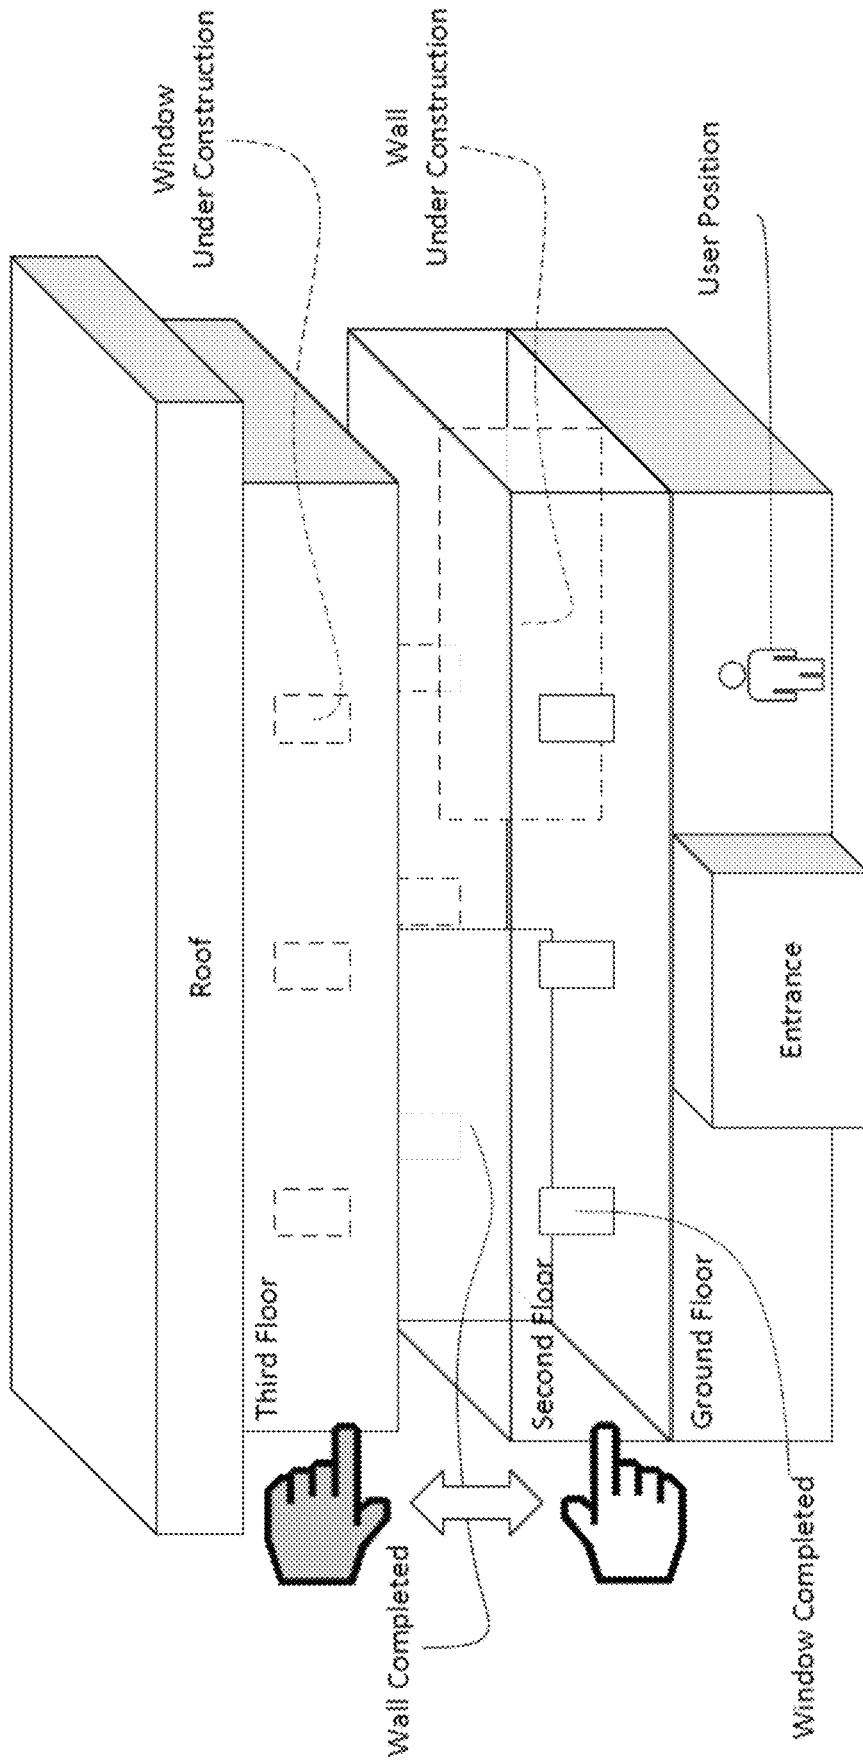 Window
Under Construction
Wall
Under Construction
User Position
Roof
Third Floor
Second Floor
Ground Floor
Entrance
Wall Completed
Window Completed